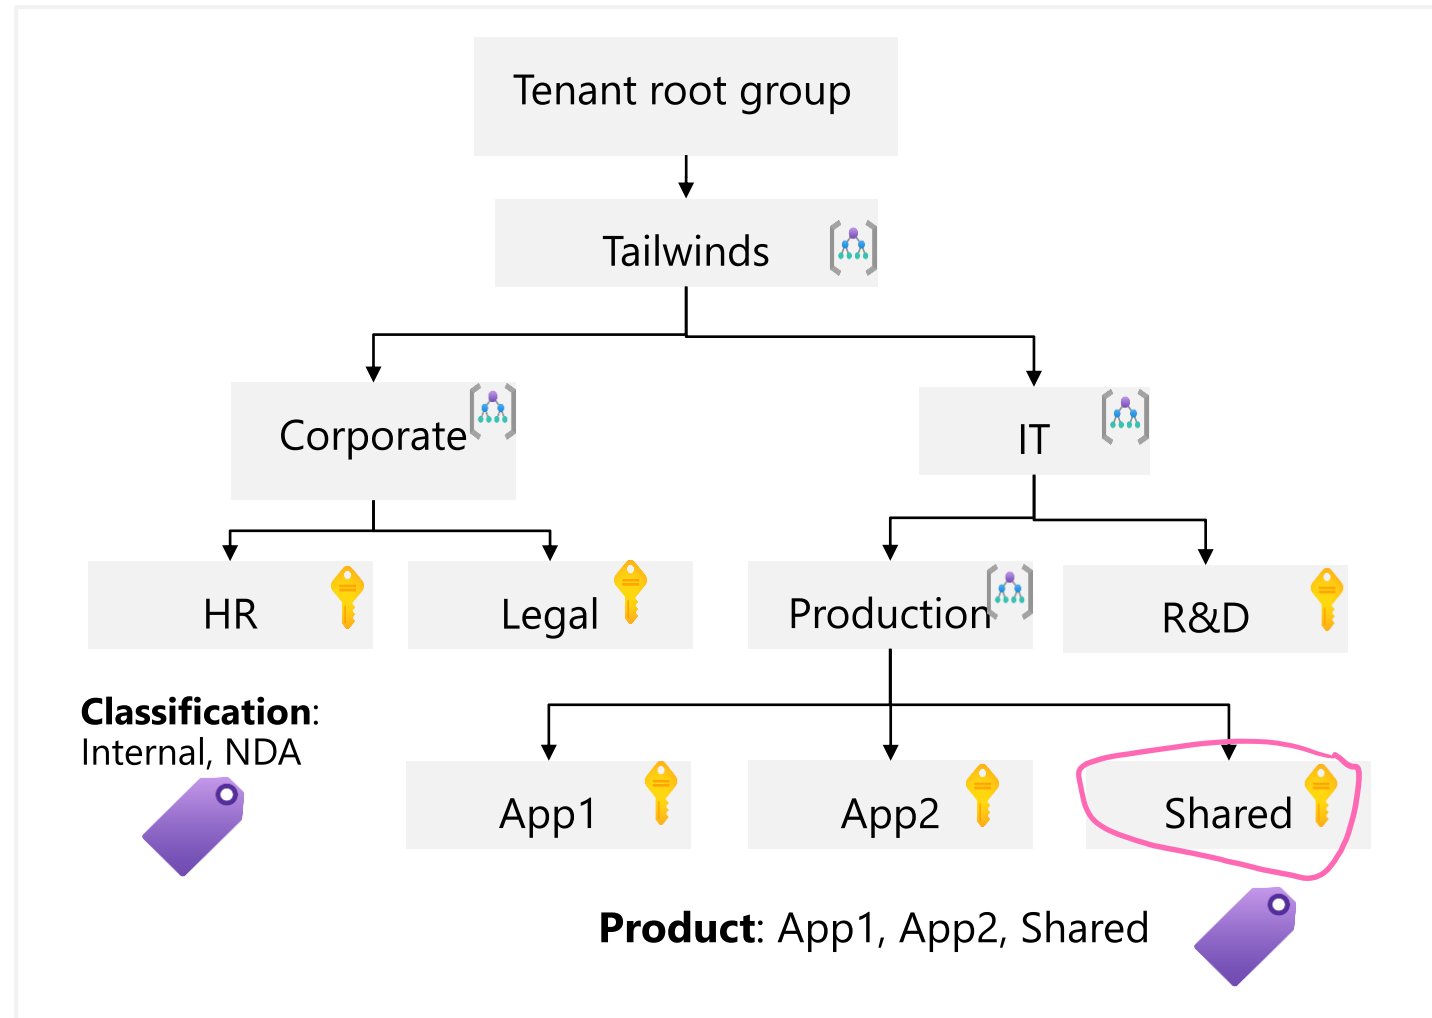 Tenant root group
Tailwinds
Corporate
IT
HR
Legal
Production
R&D
Classification:
Internal, NDA
App1
App2
Shared
Product: App1, App2, Shared